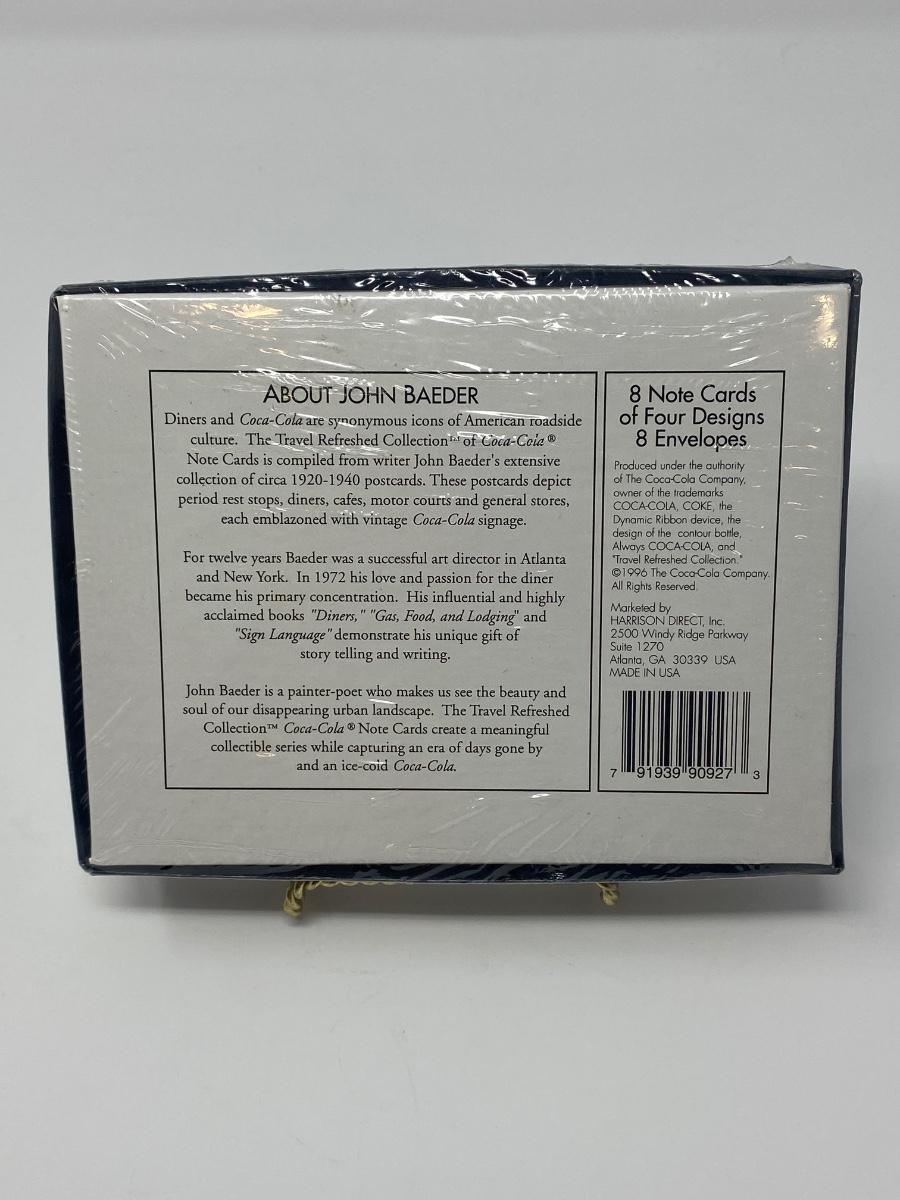 ABOUT JOHN BAEDER
Diners and Coca-Cola are synonymous icons of American roadside
culture. The Travel Refreshed Collection™ of Coca-Cola ®
Note Cards is compiled from writer John Baeder's extensive
collection of circa 1920-1940 postcards. These postcards depict
period rest stops, diners, cafes, motor courts and general stores,
each emblazoned with vintage Coca-Cola signage.
For twelve years Baeder was a successful art director in Atlanta
and New York. In 1972 his love and passion for the diner
became his primary concentration. His influential and highly
acclaimed books "Diners," "Gas, Food, and Lodging" and
"Sign Language" demonstrate his unique gift of
story telling and writing.
John Baeder is a painter-poet who makes us see the beauty and
soul of our disappearing urban landscape. The Travel Refreshed
Collection™ Coca-Cola ® Note Cards create a meaningful
collectible series while capturing an era of days gone by
and an ice-cold Coca-Cola.
8 Note Cards
of Four Designs
8 Envelopes
Produced under the authority
of The Coca-Cola Company,
owner of the trademarks
COCA-COLA, COKE, the
Dynamic Ribbon device, the
design of the contour bottle,
Always COCA-COLA, and
"Travel Refreshed Collection."
©1996 The Coca-Cola Company.
All Rights Reserved.
Marketed by
HARRISON DIRECT, Inc.
2500 Windy Ridge Parkway
Suite 1270
Atlanta, GA 30339 USA
MADE IN USA
7 91939 90927 3